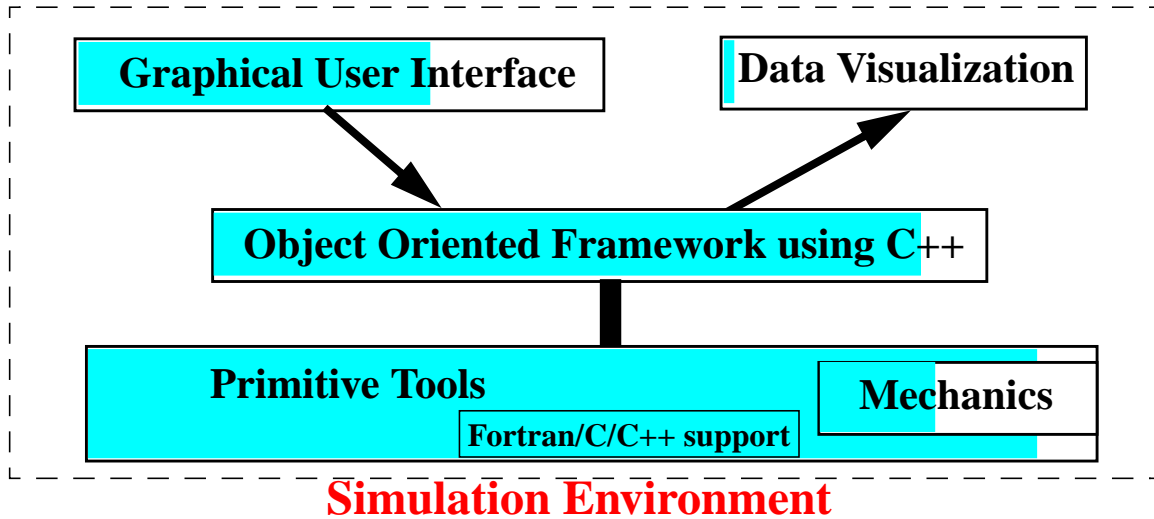 Graphical User Interface
Data Visualization
Object Oriented Framework using C++
Primitive Tools
Mechanics
Fortran/C/C++ support
Simulation Environment